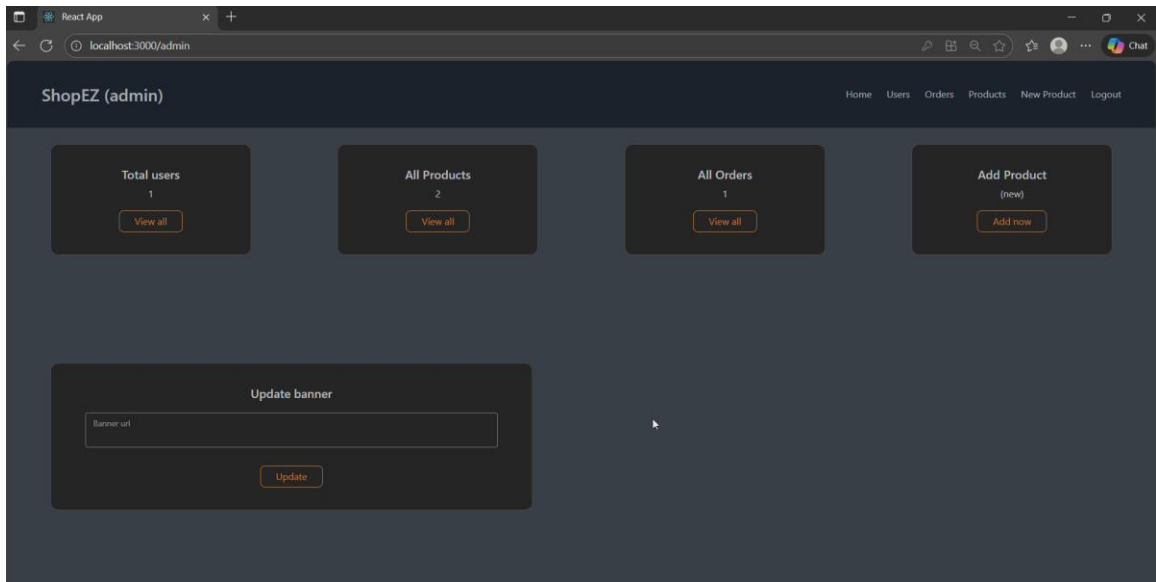 React App
localhost:3000/admin
Chat
ShopEZ (admin)
Home Users Orders Products New Product Logout
Total users
1
View all
All Products
2
View all
All Orders
1
View all
Add Product
(new)
Add now
Update banner
Banner url
Update